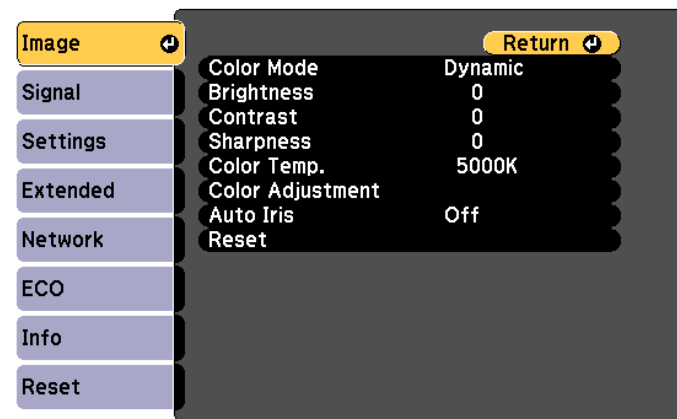 Image
Signal
Settings
Extended
Network
ECO
Info
Reset
Return
Color Mode Dynamic
Brightness 0
Contrast 0
Sharpness 0
Color Temp. 5000K
Color Adjustment
Auto Iris Off
Reset